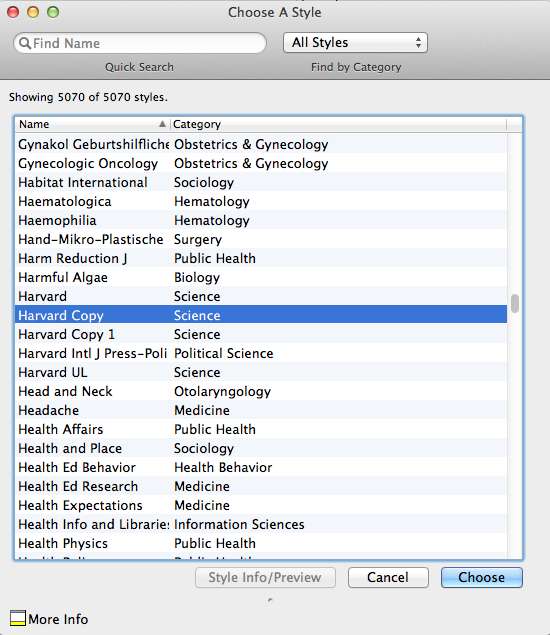 Choose A Style
Find Name
All Styles
Quick Search
Find by Category
Showing 5070 of 5070 styles.
Name Category
Gynakol Geburtshilfliche Obstetrics & Gynecology
Gynecologic Oncology Obstetrics & Gynecology
Habitat International Sociology
Haematologica Hematology
Haemophilia Hematology
Hand-Mikro-Plastische Surgery
Harm Reduction J Public Health
Harmful Algae Biology
Harvard Science
Harvard Copy Science
Harvard Copy 1 Science
Harvard Intl J Press-Poli Political Science
Harvard UL Science
Head and Neck Otolaryngology
Headache Medicine
Health Affairs Public Health
Health and Place Sociology
Health Ed Behavior Health Behavior
Health Ed Research Medicine
Health Expectations Medicine
Health Info and Libraries Information Sciences
Health Physics Public Health
Style Info/Preview Cancel Choose
More Info